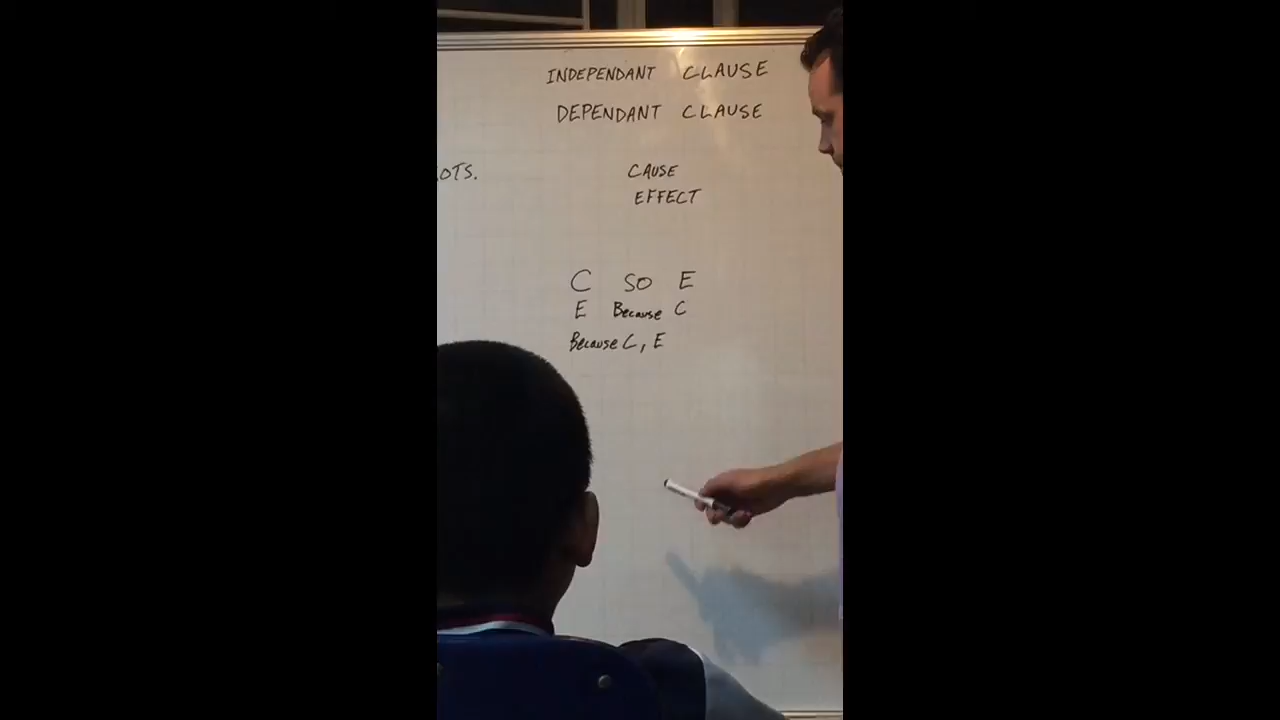 INDEPENDANT CLAUSE
DEPENDANT CLAUSE
OTS.
CAUSE
EFFECT
C SO E
E Because C
Because C, E